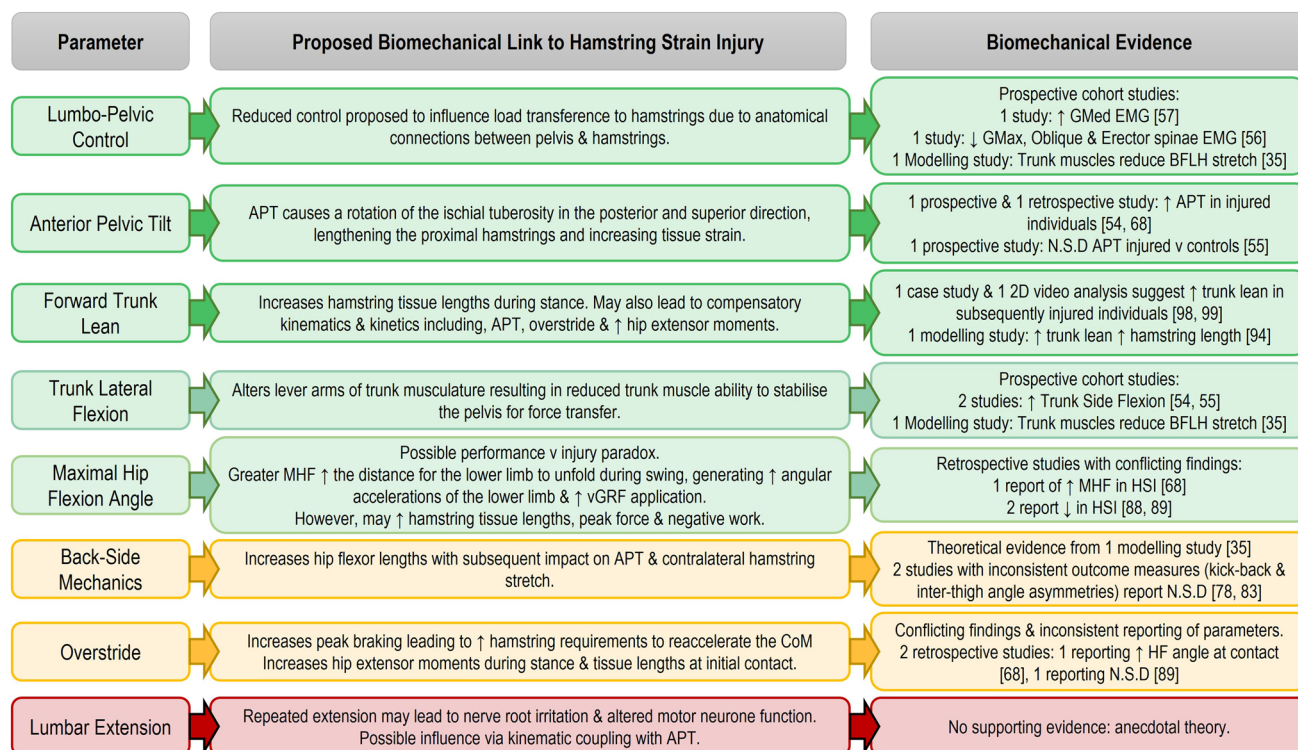 Parameter
Proposed Biomechanical Link to Hamstring Strain Injury
Biomechanical Evidence
Lumbo-Pelvic
Control
Reduced control proposed to influence load transference to hamstrings due to anatomical
connections between pelvis & hamstrings.
Prospective cohort studies:
1 study: ↑ GMed EMG [57]
1 study: ↓ GMax, Oblique & Erector spinae EMG [56]
1 Modelling study: Trunk muscles reduce BFLH stretch [35]
Anterior Pelvic Tilt
APT causes a rotation of the ischial tuberosity in the posterior and superior direction,
lengthening the proximal hamstrings and increasing tissue strain.
1 prospective & 1 retrospective study: ↑ APT in injured
individuals [54, 68]
1 prospective study: N.S.D APT injured v controls [55]
Forward Trunk
Lean
Increases hamstring tissue lengths during stance. May also lead to compensatory
kinematics & kinetics including, APT, overstride & ↑ hip extensor moments.
1 case study & 1 2D video analysis suggest ↑ trunk lean in
subsequently injured individuals [98, 99]
1 modelling study: ↑ trunk lean ↑ hamstring length [94]
Trunk Lateral
Flexion
Alters lever arms of trunk musculature resulting in reduced trunk muscle ability to stabilise
the pelvis for force transfer.
Prospective cohort studies:
2 studies: ↑ Trunk Side Flexion [54, 55]
1 Modelling study: Trunk muscles reduce BFLH stretch [35]
Maximal Hip
Flexion Angle
Possible performance v injury paradox.
Greater MHF ↑ the distance for the lower limb to unfold during swing, generating ↑ angular
accelerations of the lower limb & ↑ vGRF application.
However, may ↑ hamstring tissue lengths, peak force & negative work.
Retrospective studies with conflicting findings:
1 report of ↑ MHF in HSI [68]
2 report ↓ in HSI [88, 89]
Back-Side
Mechanics
Increases hip flexor lengths with subsequent impact on APT & contralateral hamstring
stretch.
Theoretical evidence from 1 modelling study [35]
2 studies with inconsistent outcome measures (kick-back &
inter-thigh angle asymmetries) report N.S.D [78, 83]
Overstride
Increases peak braking leading to ↑ hamstring requirements to reaccelerate the CoM
Increases hip extensor moments during stance & tissue lengths at initial contact.
Conflicting findings & inconsistent reporting of parameters.
2 retrospective studies: 1 reporting ↑ HF angle at contact
[68], 1 reporting N.S.D [89]
Lumbar Extension
Repeated extension may lead to nerve root irritation & altered motor neurone function.
Possible influence via kinematic coupling with APT.
No supporting evidence: anecdotal theory.